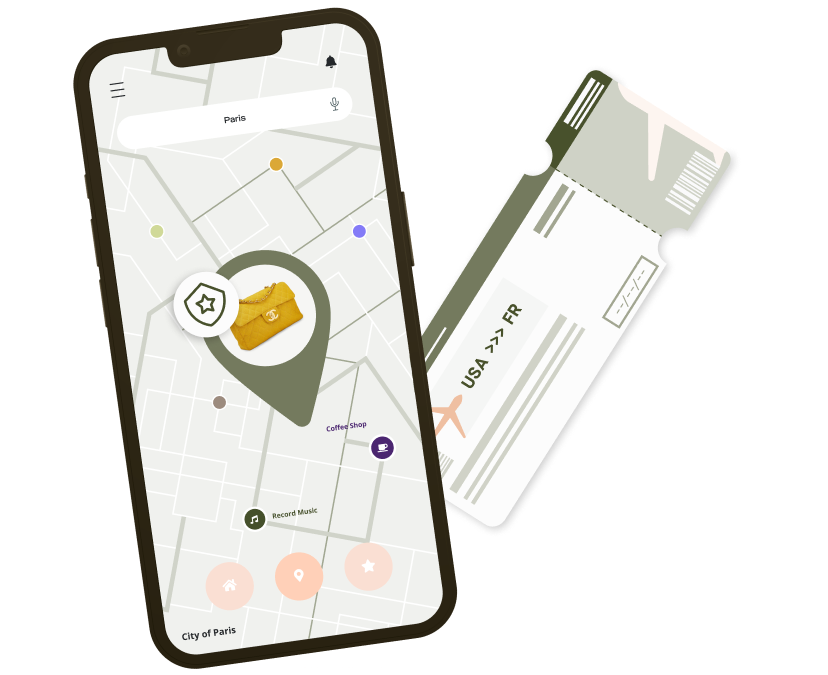 Paris
Coffee Shop
Record Music
City of Paris
USA >>> FR
--/--/--